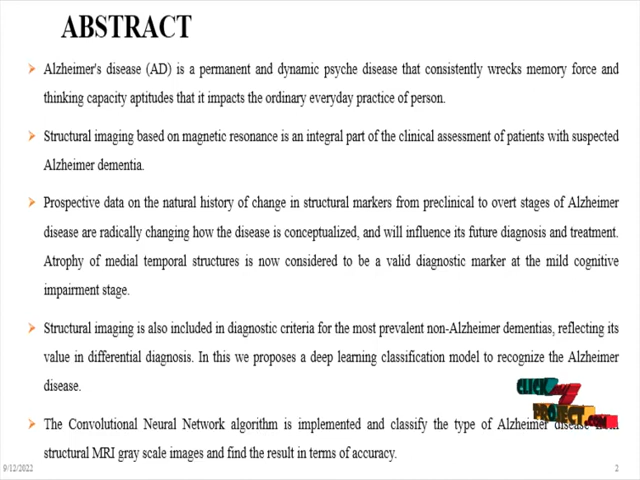 ABSTRACT
Alzheimer's disease (AD) is a permanent and dynamic psyche disease that consistently wrecks memory force and
thinking capacity aptitudes that it impacts the ordinary everyday practice of person.
Structural imaging based on magnetic resonance is an integral part of the clinical assessment of patients with suspected
Alzheimer dementia.
Prospective data on the natural history of change in structural markers from preclinical to overt stages of Alzheimer
disease are radically changing how the disease is conceptualized, and will influence its future diagnosis and treatment.
Atrophy of medial temporal structures is now considered to be a valid diagnostic marker at the mild cognitive
impairment stage.
Structural imaging is also included in diagnostic criteria for the most prevalent non-Alzheimer dementias, reflecting its
value in differential diagnosis. In this we proposes a deep learning classification model to recognize the Alzheimer
disease.
CLICK
PROJECT.COM
The Convolutional Neural Network algorithm is implemented and classify the type of Alzheimer disease
structural MRI gray scale images and find the result in terms of accuracy.
9/12/2022
2